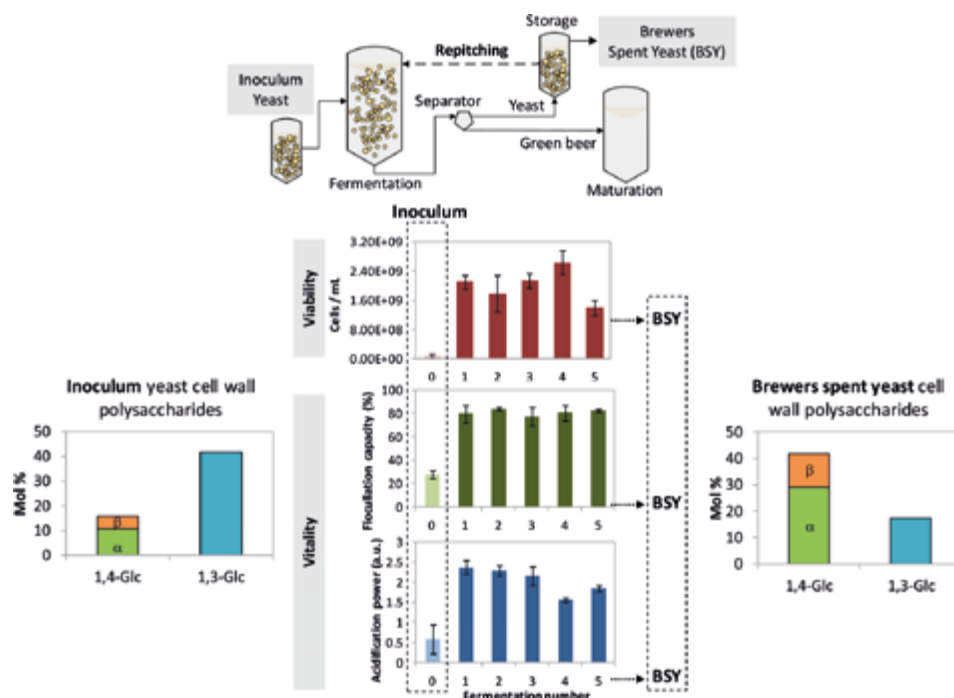 Storage
Brewers
Spent Yeast (BSY)
Repitching
Inoculum
Yeast
Separator
Yeast
Green beer
Fermentation
Maturation
Inoculum
Viability
Cells / mL
3.20E+09
2.40E+09
1.60E+09
8.00E+08
0.00E+00
0 1 2 3 4 5
BSY
BSY
Inoculum yeast cell wall
polysaccharides
Mol %
50
40
30
20
10
0
β
α
1,4-Glc 1,3-Glc
Vitality
Flocullation capacity (%)
100
80
60
40
20
0
0 1 2 3 4 5
BSY
Acidification power (a.u.)
3
2.5
2
1.5
1
0.5
0
0 1 2 3 4 5
Fermentation number
BSY
Brewers spent yeast cell
wall polysaccharides
Mol %
50
40
30
20
10
0
β
α
1,4-Glc 1,3-Glc